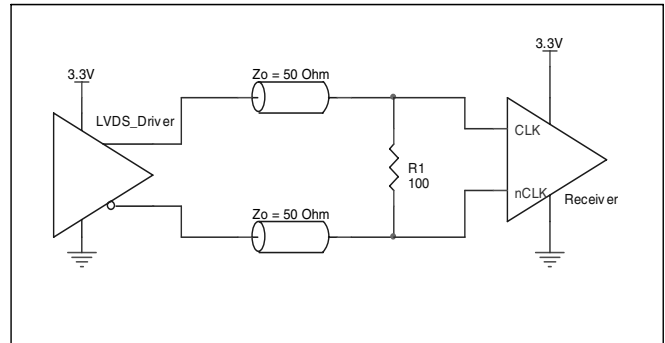 3.3V
3.3V
Zo = 50 Ohm
LVDS_Driver
CLK
R1
100
nCLK
Receiver
Zo = 50 Ohm